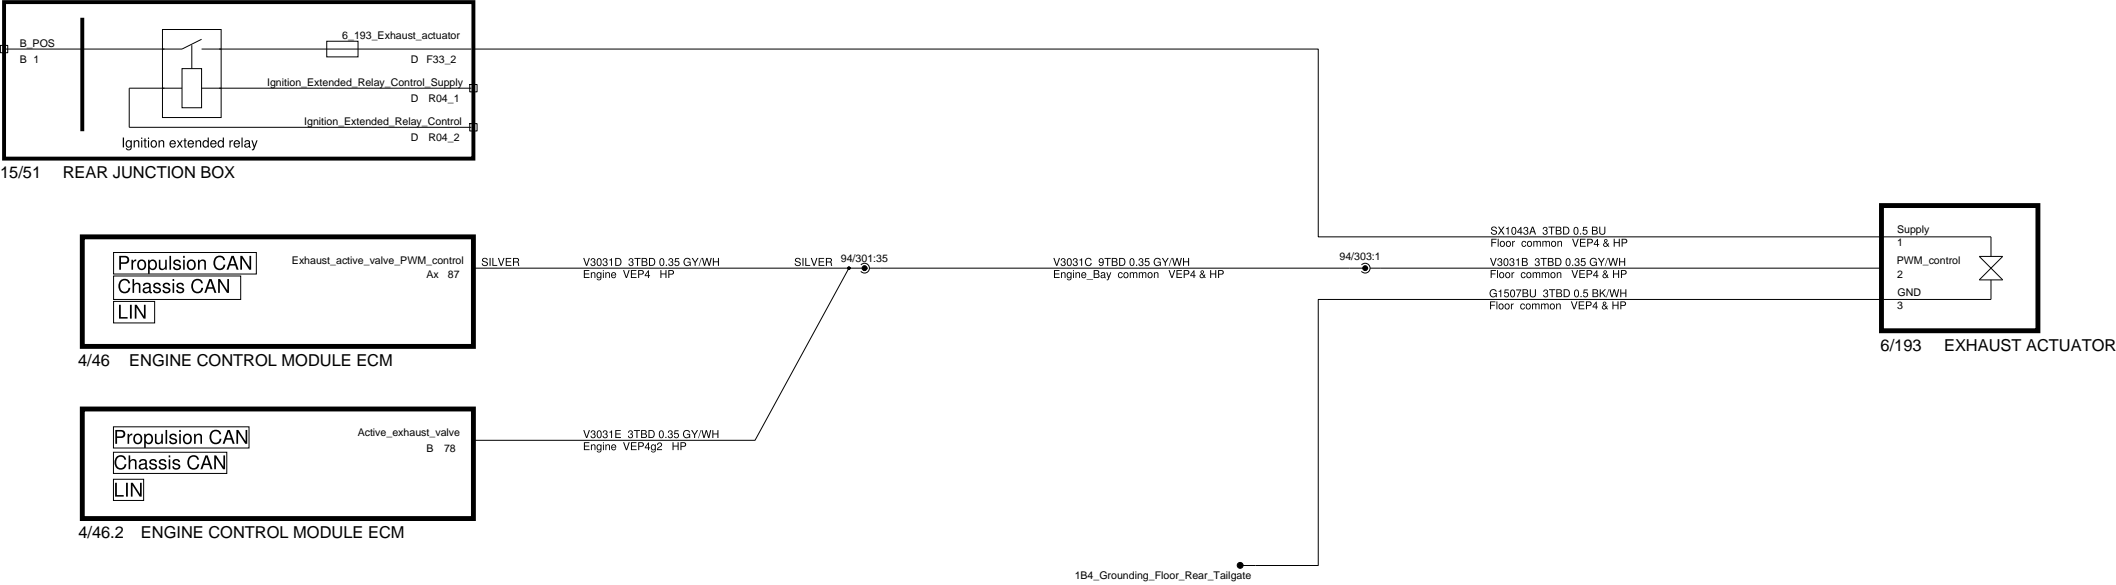 B_POS
B 1
6_193_Exhaust_actuator
D F33_2
Ignition_Extended_Relay_Control_Supply
D R04_1
Ignition_Extended_Relay_Control
D R04_2
Ignition extended relay
15/51 REAR JUNCTION BOX
Propulsion CAN
Chassis CAN
LIN
Exhaust_active_valve_PWM_control
Ax 87
4/46 ENGINE CONTROL MODULE ECM
SILVER
V3031D 3TBD 0.35 GY/WH
Engine VEP4 HP
SILVER
94/301:35
V3031C 9TBD 0.35 GY/WH
Engine_Bay common VEP4 & HP
94/303:1
SX1043A 3TBD 0.5 BU
Floor common VEP4 & HP
V3031B 3TBD 0.35 GY/WH
Floor common VEP4 & HP
G1507BU 3TBD 0.5 BK/WH
Floor common VEP4 & HP
Supply
1
PWM_control
2
GND
3
6/193 EXHAUST ACTUATOR
Propulsion CAN
Chassis CAN
LIN
Active_exhaust_valve
B 78
4/46.2 ENGINE CONTROL MODULE ECM
V3031E 3TBD 0.35 GY/WH
Engine VEP4g2 HP
1B4_Grounding_Floor_Rear_Tailgate